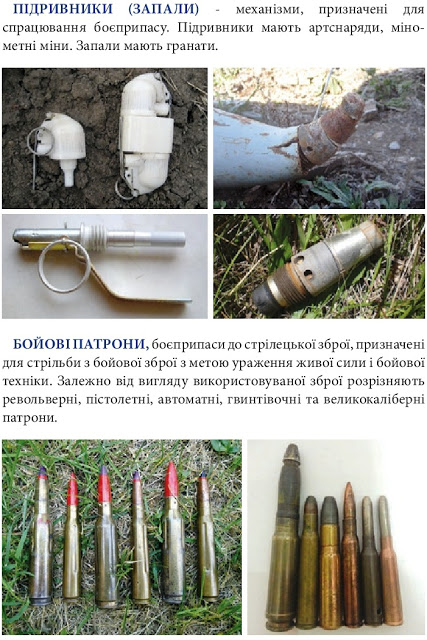 ПІДРИВНИКИ (ЗАПАЛИ) - механізми, призначені для
спрацювання боєприпасу. Підривники мають артснаряди, міно-
метні міни. Запали мають гранати.
БОЙОВІ ПАТРОНИ, боєприпаси до стрілецької зброї, призначені
для стрільби з бойової зброї з метою ураження живої сили і бойової
техніки. Залежно від вигляду використовуваної зброї розрізняють
револьверні, пістолетні, автоматні, гвинтівочні та великокаліберні
патрони.